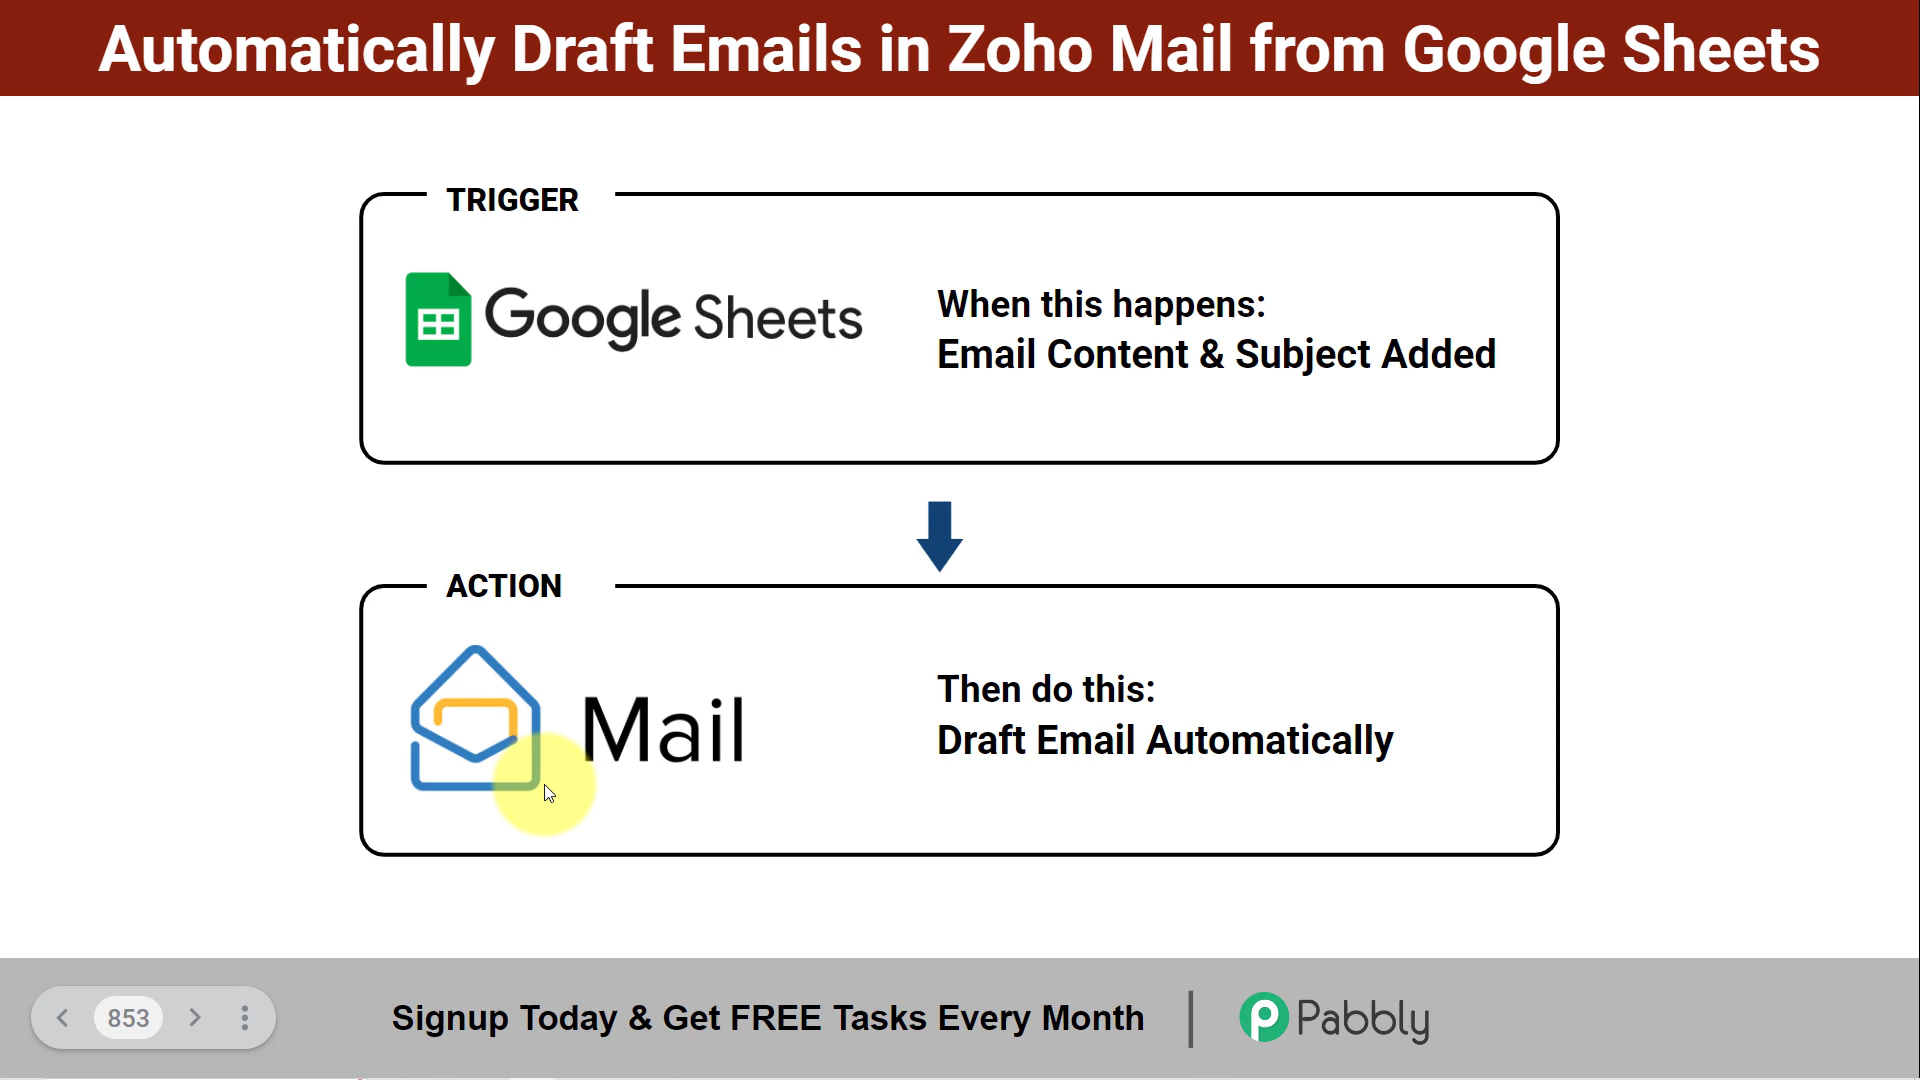 Automatically Draft Emails in Zoho Mail from Google Sheets
TRIGGER
Google Sheets
When this happens:
Email Content & Subject Added
ACTION
Mail
Then do this:
Draft Email Automatically
853
Signup Today & Get FREE Tasks Every Month
Pabbly